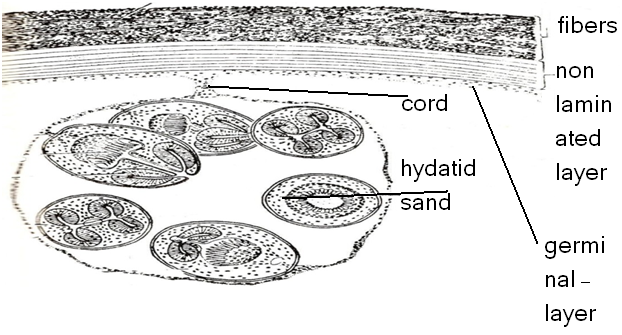 fibers
non
lamin
ated
layer
cord
hydatid
sand
germi
nal–
layer